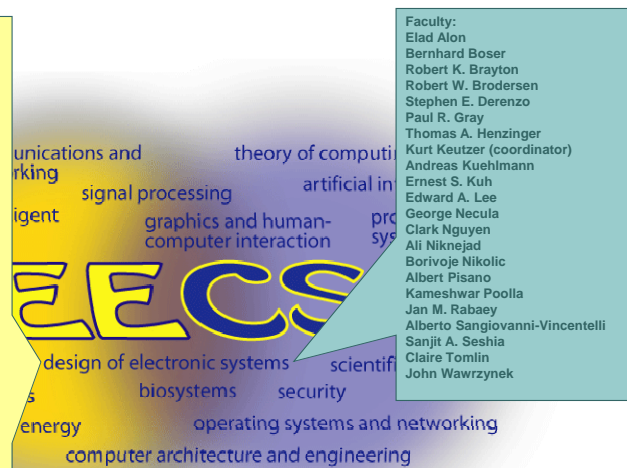 Faculty:
Elad Alon
Bernhard Boser
Robert K. Brayton
Robert W. Brodersen
Stephen E. Derenzo
Paul R. Gray
Thomas A. Henzinger
Kurt Keutzer (coordinator)
Andreas Kuehlmann
Ernest S. Kuh
Edward A. Lee
George Necula
Clark Nguyen
Ali Niknejad
Borivoje Nikolic
Albert Pisano
Kameshwar Poolla
Jan M. Rabaey
Alberto Sangiovanni-Vincentelli
Sanjit A. Seshia
Claire Tomlin
John Wawrzynek
unications and
rking
theory of computi
signal processing
artificial in
igent
graphics and human-
computer interaction
pro
sys
EECS
design of electronic systems
scientifi
s
biosystems
security
energy
operating systems and networking
computer architecture and engineering